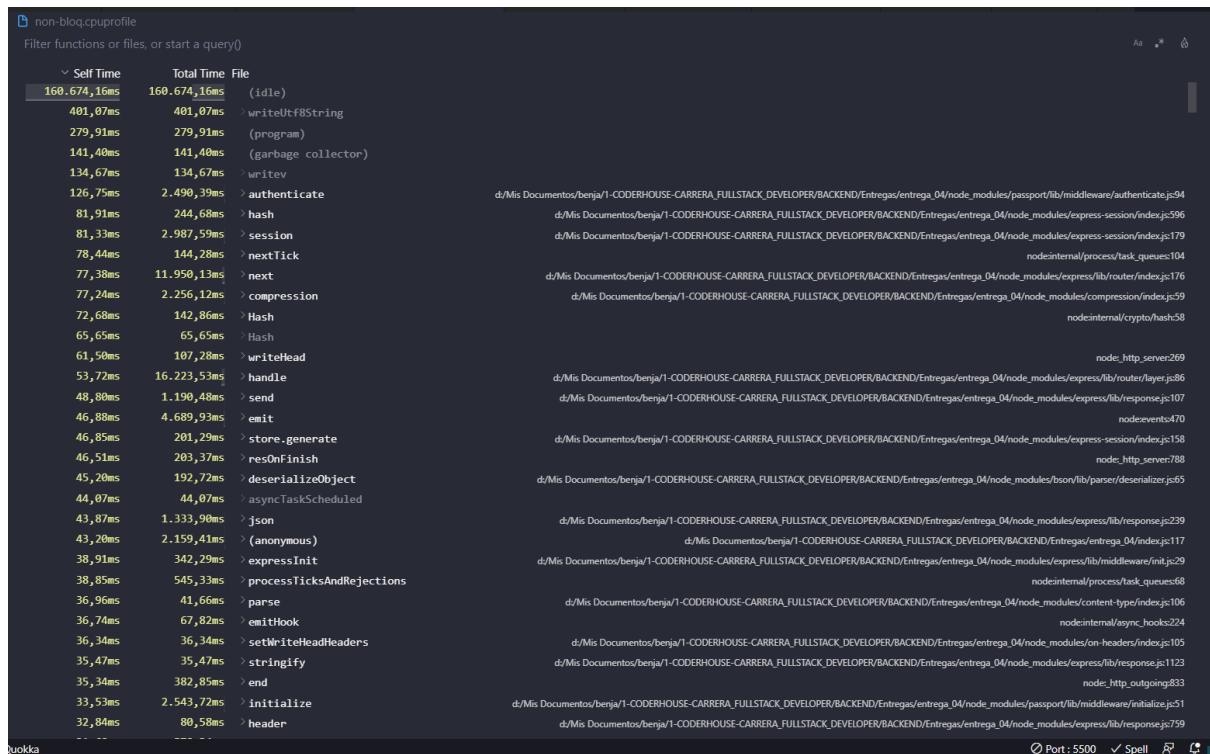 non-bloq.cpuprofile
Filter functions or files, or start a query()
Aa .*
Self Time Total Time File
160.674,16ms 160.674,16ms (idle)
401,07ms 401,07ms writeUtf8String
279,91ms 279,91ms (program)
141,40ms 141,40ms (garbage collector)
134,67ms 134,67ms writev
126,75ms 2.490,39ms authenticate d:/Mis Documentos/benja/1-CODERHOUSE-CARRERA_FULLSTACK_DEVELOPER/BACKEND/Entregas/entrega_04/node_modules/passport/lib/middleware/authenticate.js:94
81,91ms 244,68ms hash d:/Mis Documentos/benja/1-CODERHOUSE-CARRERA_FULLSTACK_DEVELOPER/BACKEND/Entregas/entrega_04/node_modules/express-session/index.js:596
81,33ms 2.987,59ms session d:/Mis Documentos/benja/1-CODERHOUSE-CARRERA_FULLSTACK_DEVELOPER/BACKEND/Entregas/entrega_04/node_modules/express-session/index.js:179
78,44ms 144,28ms nextTick node:internal/process/task_queues:104
77,38ms 11.950,13ms next d:/Mis Documentos/benja/1-CODERHOUSE-CARRERA_FULLSTACK_DEVELOPER/BACKEND/Entregas/entrega_04/node_modules/express/lib/router/index.js:176
77,24ms 2.256,12ms compression d:/Mis Documentos/benja/1-CODERHOUSE-CARRERA_FULLSTACK_DEVELOPER/BACKEND/Entregas/entrega_04/node_modules/compression/index.js:59
72,68ms 142,86ms Hash node:internal/crypto/hash:58
65,65ms 65,65ms Hash
61,50ms 107,28ms writeHead node:_http_server:269
53,72ms 16.223,53ms handle d:/Mis Documentos/benja/1-CODERHOUSE-CARRERA_FULLSTACK_DEVELOPER/BACKEND/Entregas/entrega_04/node_modules/express/lib/router/layer.js:86
48,80ms 1.190,48ms send d:/Mis Documentos/benja/1-CODERHOUSE-CARRERA_FULLSTACK_DEVELOPER/BACKEND/Entregas/entrega_04/node_modules/express/lib/response.js:107
46,88ms 4.689,93ms emit node:events:470
46,85ms 201,29ms store.generate d:/Mis Documentos/benja/1-CODERHOUSE-CARRERA_FULLSTACK_DEVELOPER/BACKEND/Entregas/entrega_04/node_modules/express-session/index.js:158
46,51ms 203,37ms resOnFinish node:_http_server:788
45,20ms 192,72ms deserializeObject d:/Mis Documentos/benja/1-CODERHOUSE-CARRERA_FULLSTACK_DEVELOPER/BACKEND/Entregas/entrega_04/node_modules/bson/lib/parser/deserializer.js:65
44,07ms 44,07ms asyncTaskScheduled
43,87ms 1.333,90ms json d:/Mis Documentos/benja/1-CODERHOUSE-CARRERA_FULLSTACK_DEVELOPER/BACKEND/Entregas/entrega_04/node_modules/express/lib/response.js:239
43,20ms 2.159,41ms (anonymous) d:/Mis Documentos/benja/1-CODERHOUSE-CARRERA_FULLSTACK_DEVELOPER/BACKEND/Entregas/entrega_04/index.js:117
38,91ms 342,29ms expressInit d:/Mis Documentos/benja/1-CODERHOUSE-CARRERA_FULLSTACK_DEVELOPER/BACKEND/Entregas/entrega_04/node_modules/express/lib/middleware/init.js:29
38,85ms 545,33ms processTicksAndRejections node:internal/process/task_queues:68
36,96ms 41,66ms parse d:/Mis Documentos/benja/1-CODERHOUSE-CARRERA_FULLSTACK_DEVELOPER/BACKEND/Entregas/entrega_04/node_modules/content-type/index.js:106
36,74ms 67,82ms emitHook node:internal/async_hooks:224
36,34ms 36,34ms setWriteHeadHeaders d:/Mis Documentos/benja/1-CODERHOUSE-CARRERA_FULLSTACK_DEVELOPER/BACKEND/Entregas/entrega_04/node_modules/on-headers/index.js:105
35,47ms 35,47ms stringify d:/Mis Documentos/benja/1-CODERHOUSE-CARRERA_FULLSTACK_DEVELOPER/BACKEND/Entregas/entrega_04/node_modules/express/lib/response.js:1123
35,34ms 382,85ms end node:_http_outgoing:833
33,53ms 2.543,72ms initialize d:/Mis Documentos/benja/1-CODERHOUSE-CARRERA_FULLSTACK_DEVELOPER/BACKEND/Entregas/entrega_04/node_modules/passport/lib/middleware/initialize.js:51
32,84ms 80,58ms header d:/Mis Documentos/benja/1-CODERHOUSE-CARRERA_FULLSTACK_DEVELOPER/BACKEND/Entregas/entrega_04/node_modules/express/lib/response.js:759
uokka Port : 5500 Spell